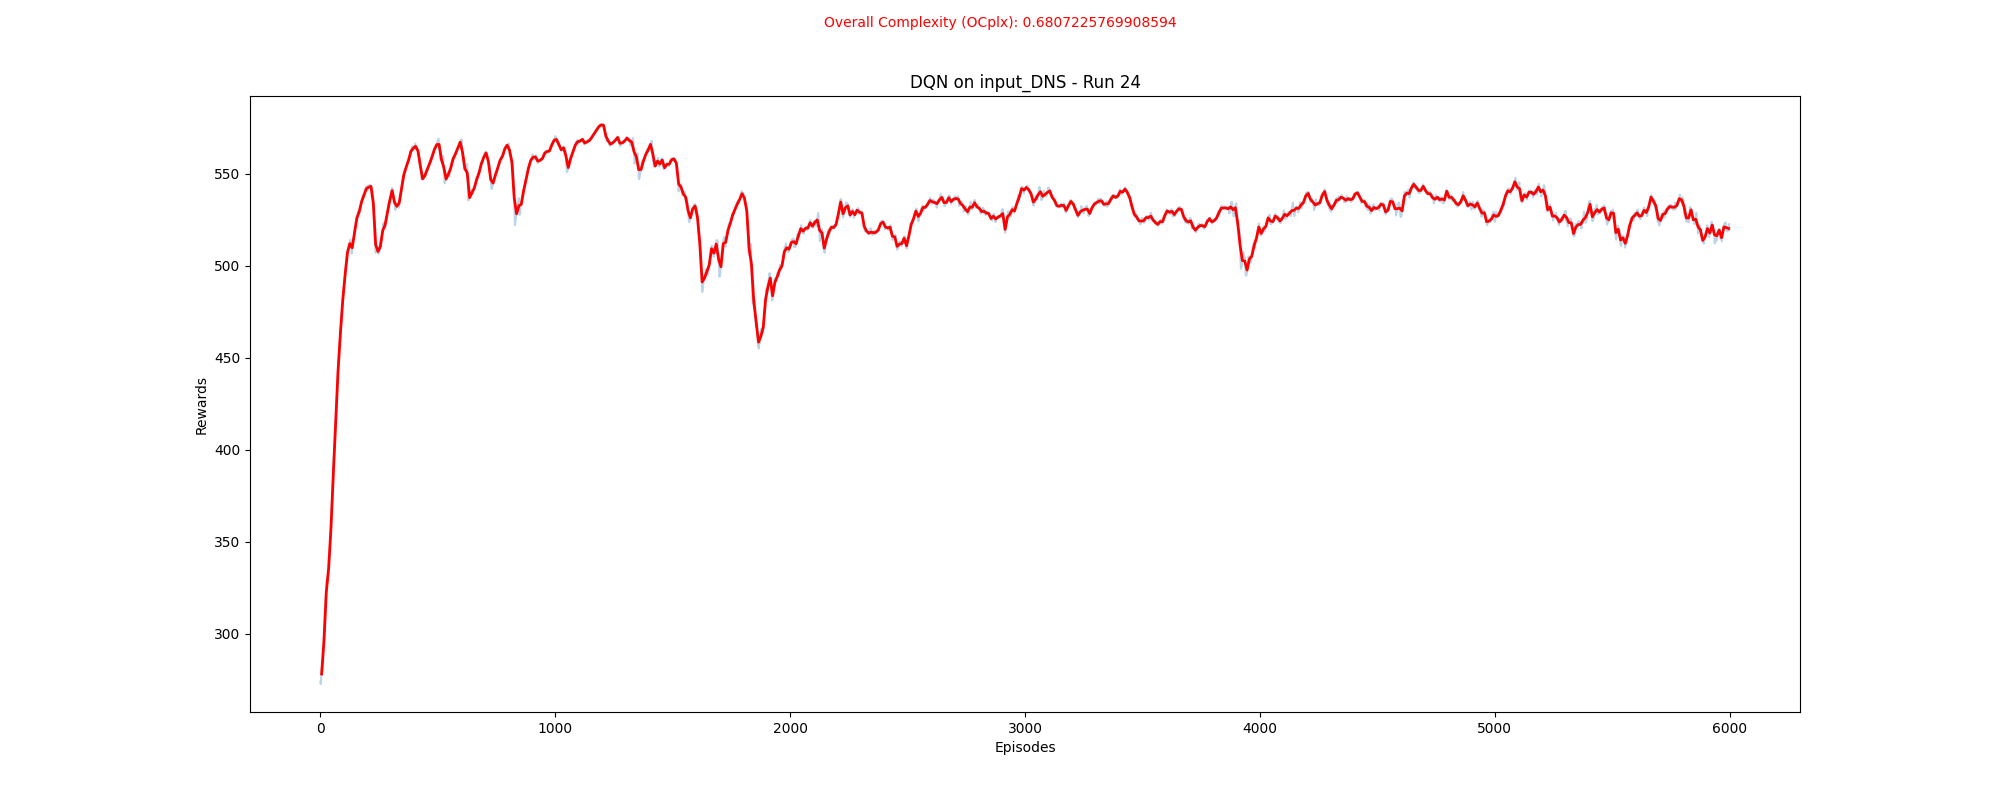 Overall Complexity (OCplx): 0.6807225769908594
DQN on input_DNS - Run 24
Rewards
550
500
450
400
350
300
0 1000 2000 3000 4000 5000 6000
Episodes